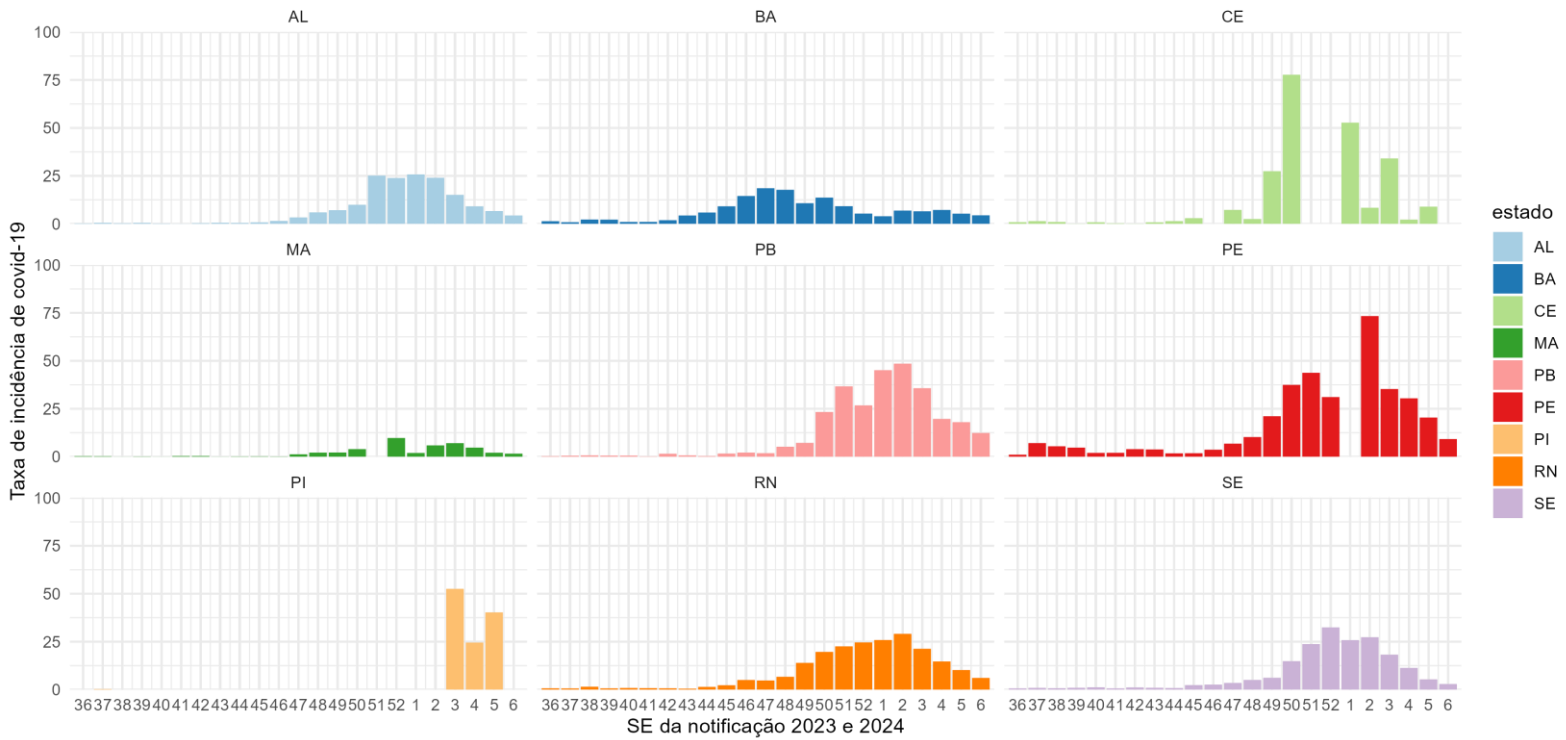 AL BA CE
100
75
50
25
0
MA PB PE
100
75
50
25
0
PI RN SE
100
75
50
25
0
36 37 38 39 40 41 42 43 44 45 46 47 48 49 50 51 52 1 2 3 4 5 6
36 37 38 39 40 41 42 43 44 45 46 47 48 49 50 51 52 1 2 3 4 5 6
36 37 38 39 40 41 42 43 44 45 46 47 48 49 50 51 52 1 2 3 4 5 6
SE da notificação 2023 e 2024
Taxa de incidência de covid-19
estado
AL
BA
CE
MA
PB
PE
PI
RN
SE